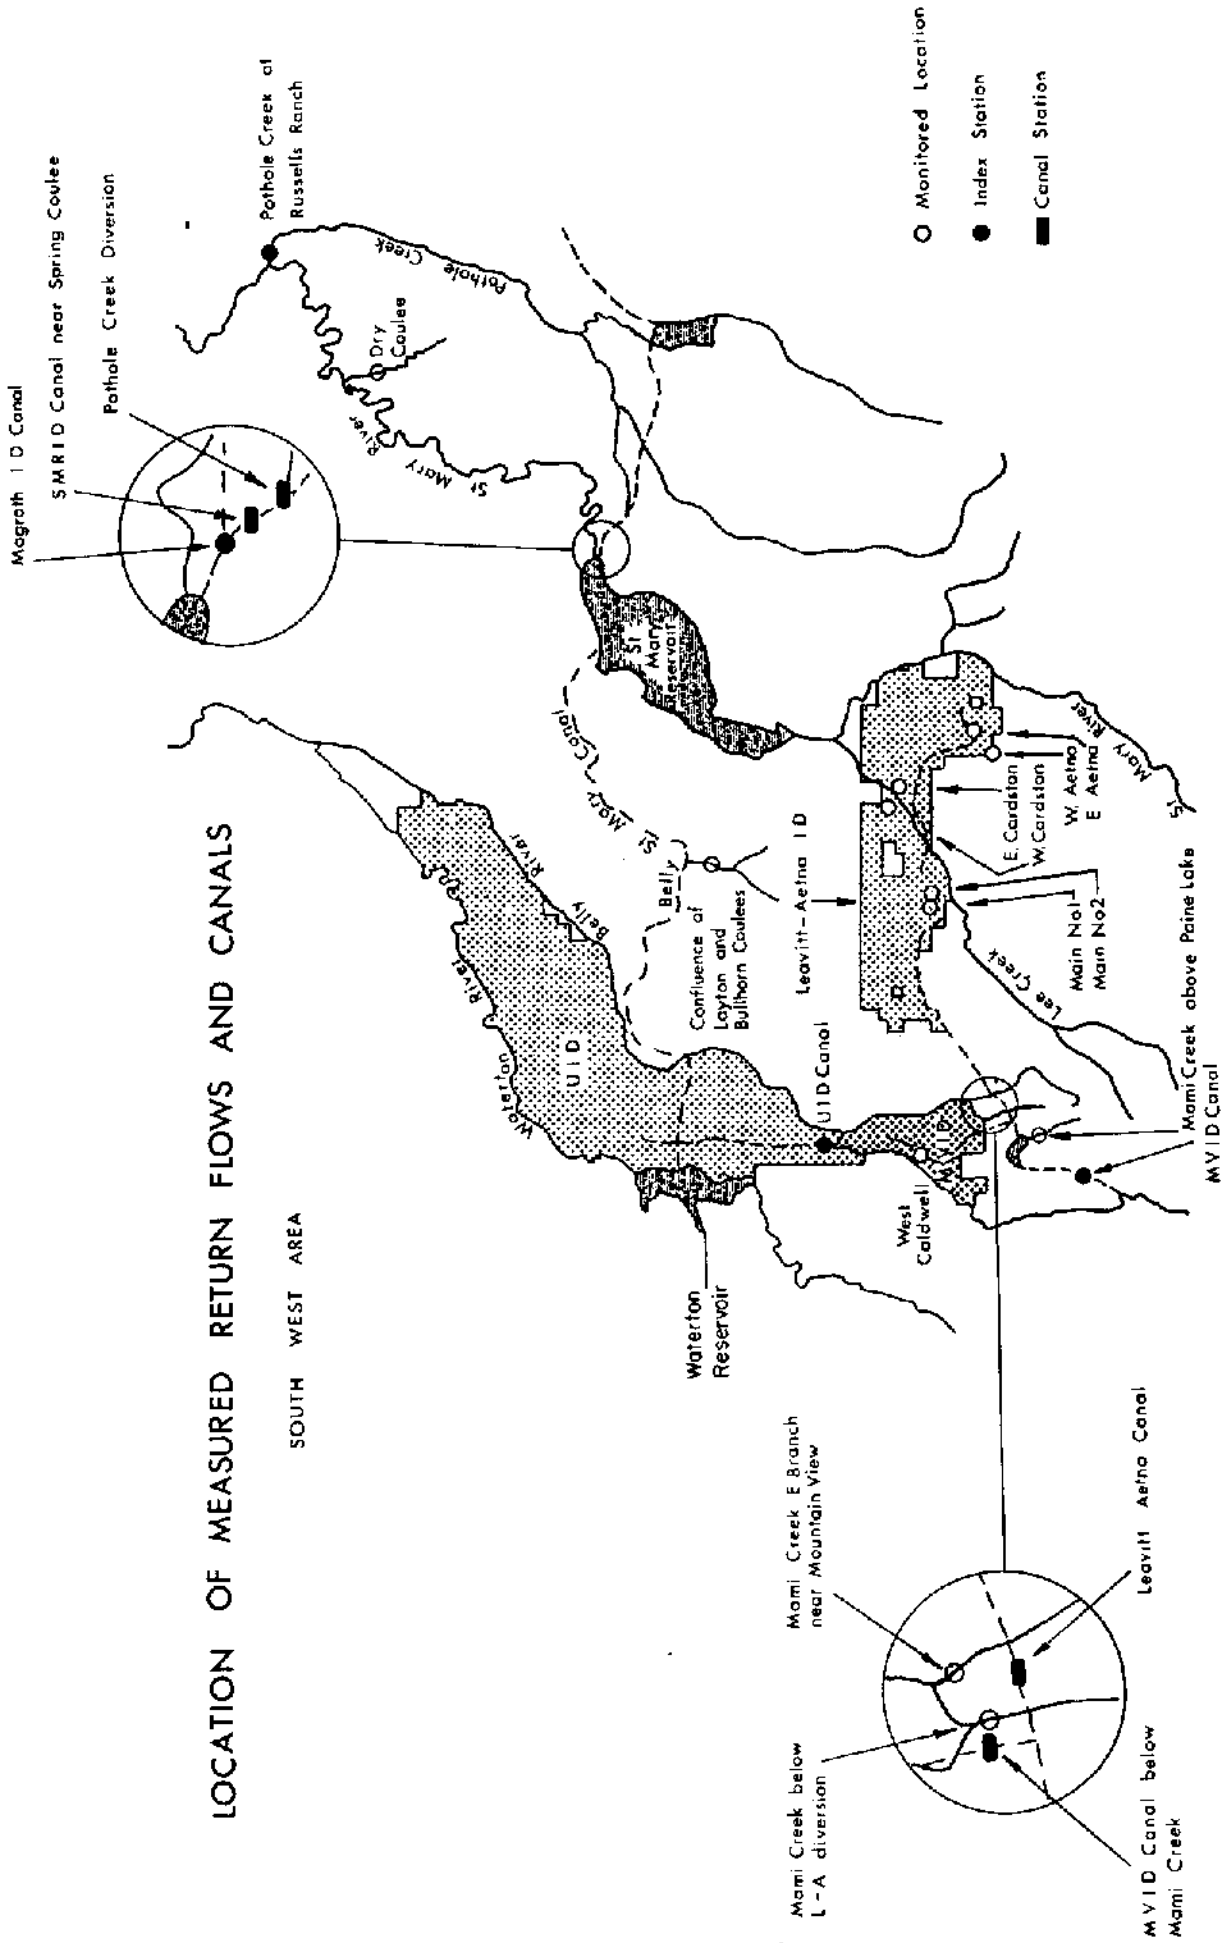 LOCATION OF MEASURED RETURN FLOWS AND CANALS
SOUTH WEST AREA
Magrath I D Canal
SMRID Canal near Spring Coulee
Pothole Creek Diversion
Pothole Creek at
Russells Ranch
Pothole Creek
Dry
Coulee
St Mary River
St
Mary
Reservoir
St Mary Canal
Belly
Waterton River
Belly River
UID
Confluence of
Layton and
Bullhorn Coulees
Leavitt-Aetna ID
UID Canal
MVID
West
Caldwell
Waterton
Reservoir
E. Cardston
W. Cardston
W. Aetna
E Aetna
St Mary River
Main No1
Main No2
Lee Creek
Mami Creek above Paine Lake
MVID Canal
Mami Creek E Branch
near Mountain View
Leavitt Aetna Canal
Mami Creek below
L-A diversion
MVID Canal below
Mami Creek
Monitored Location
Index Station
Canal Station